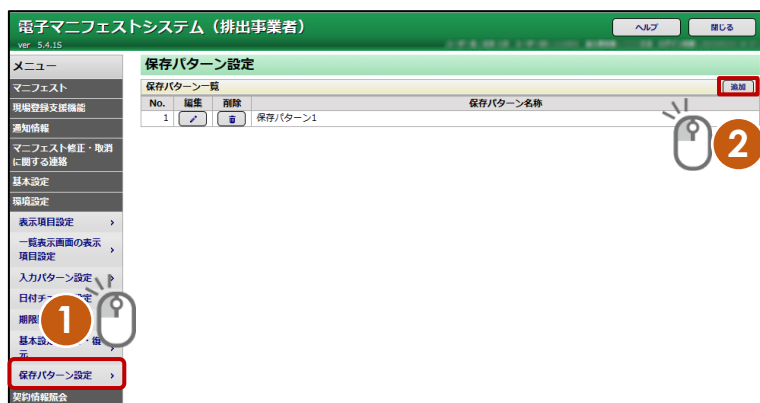 電子マニフェストシステム（排出事業者）
ver 5.4.1S
ヘルプ
閉じる
メニュー
マニフェスト
現場登録支援機能
通知情報
マニフェスト修正・取消
に関する連絡
基本設定
環境設定
表示項目設定
一覧表示画面の表示
項目設定
入力パターン設定
日付チ
定
期限
基本設
・復
元
保存パターン設定
契約情報照会
保存パターン設定
保存パターン一覧
追加
No. 編集 削除 保存パターン名称
1 保存パターン1
1
2